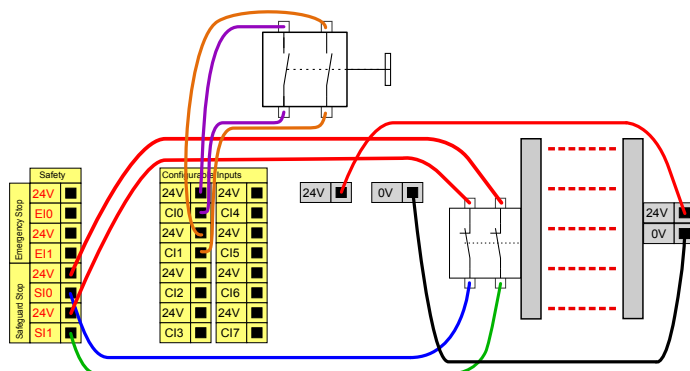 Safety
Emergency Stop
24V
EI0
24V
EI1
Safeguard Stop
24V
SI0
24V
SI1
Configurable Inputs
24V 24V
CI0 CI4
24V 24V
CI1 CI5
24V 24V
CI2 CI6
24V 24V
CI3 CI7
24V
0V
24V
0V